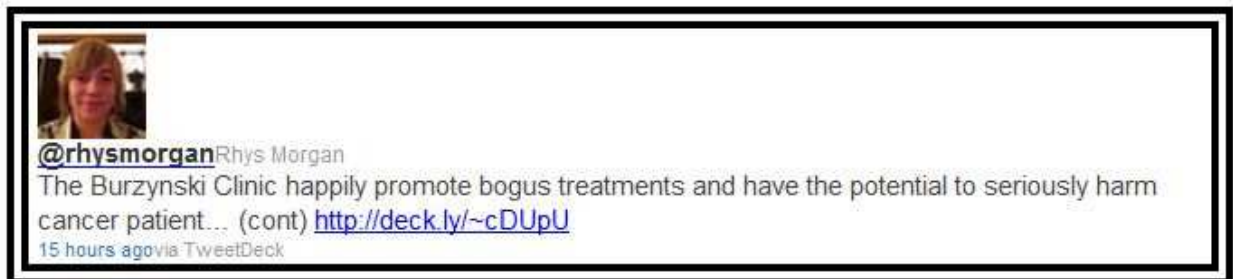 @rhysmorganRhys Morgan
The Burzynski Clinic happily promote bogus treatments and have the potential to seriously harm
cancer patient... (cont) http://deck.ly/~cDUpU
15 hours agovia TweetDeck